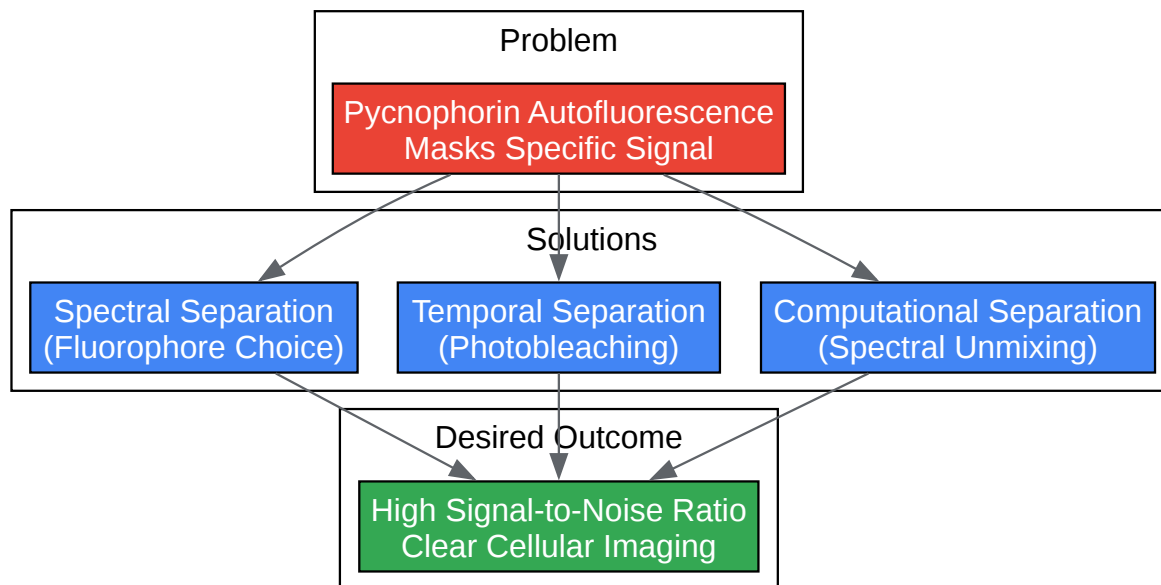 Problem
Pycnophorin Autofluorescence
Masks Specific Signal
Solutions
Spectral Separation
(Fluorophore Choice)
Temporal Separation
(Photobleaching)
Computational Separation
(Spectral Unmixing)
Desired Outcome
High Signal-to-Noise Ratio
Clear Cellular Imaging